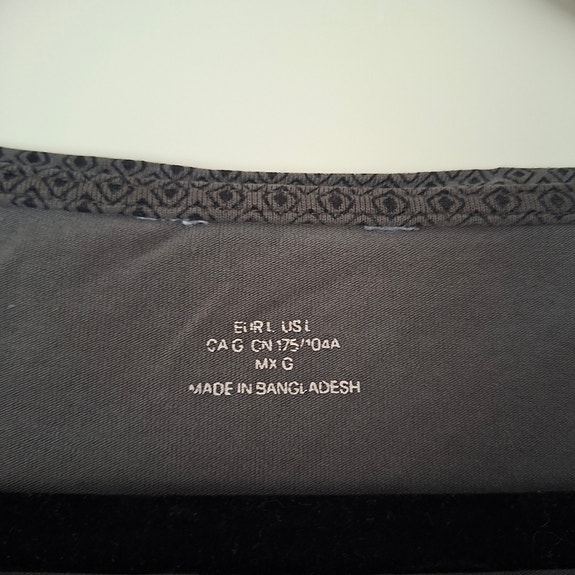 EUR L US L
CA G CN 175/104A
MX G
MADE IN BANGLADESH